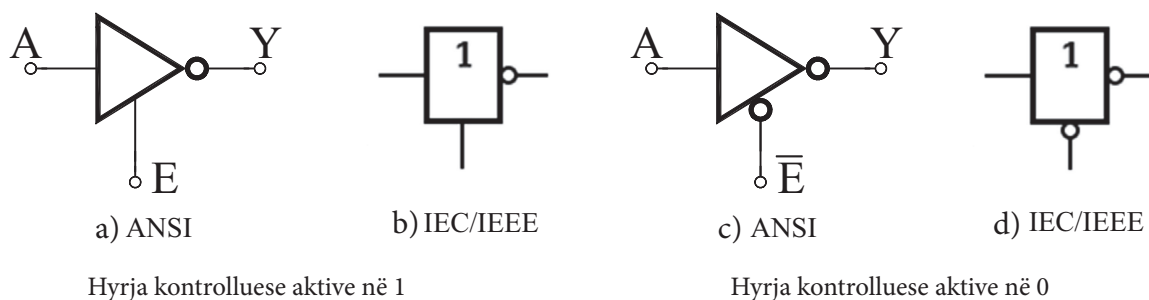 A Y 1 A Y 1
E E̅
a) ANSI b) IEC/IEEE c) ANSI d) IEC/IEEE
Hyrja kontrolluese aktive në 1 Hyrja kontrolluese aktive në 0